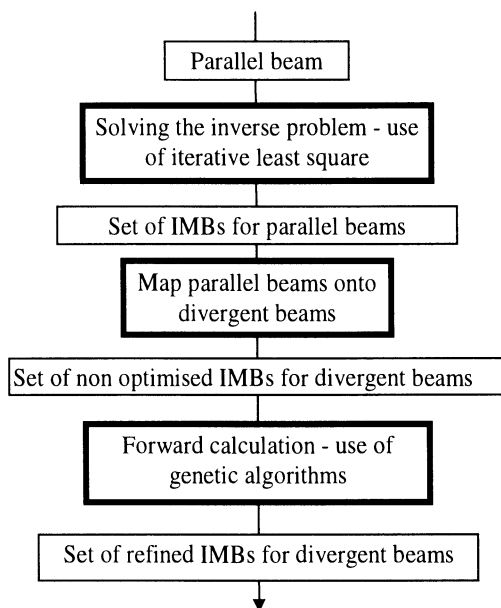 Parallel beam
Solving the inverse problem - use
of iterative least square
Set of IMBs for parallel beams
Map parallel beams onto
divergent beams
Set of non optimised IMBs for divergent beams
Forward calculation - use of
genetic algorithms
Set of refined IMBs for divergent beams